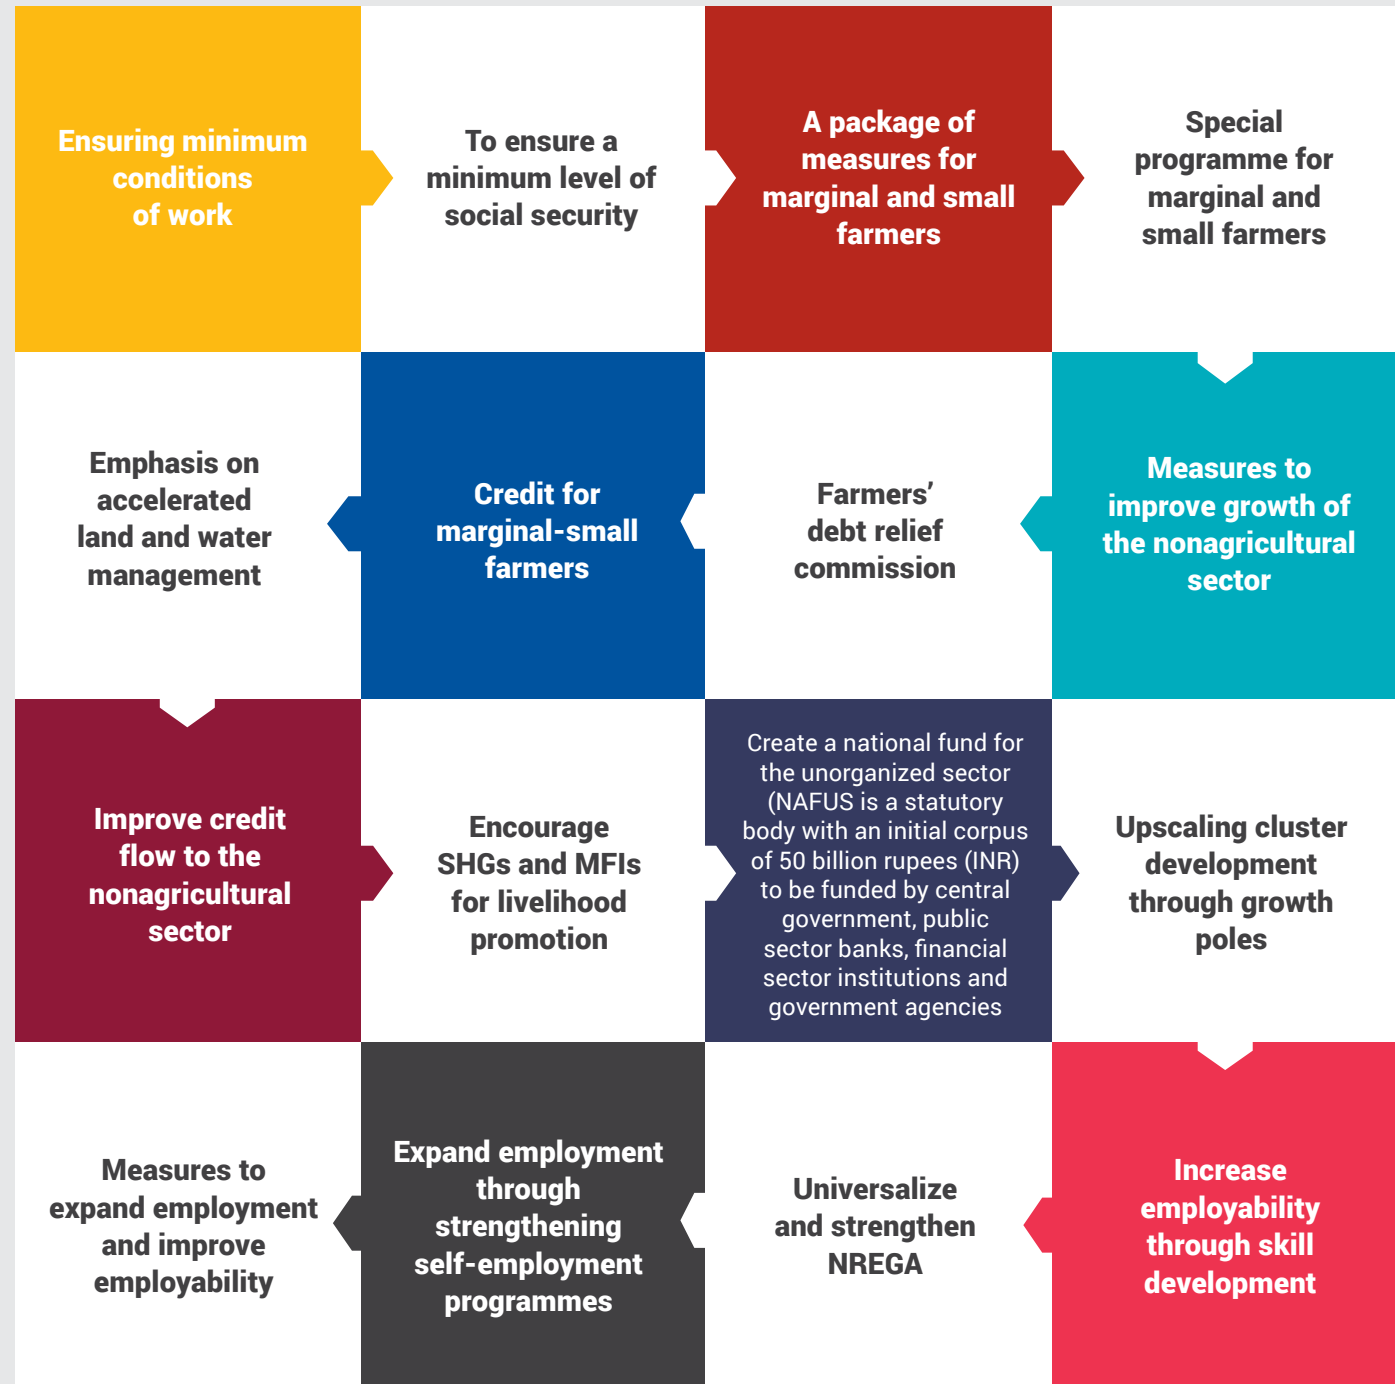 Ensuring minimum
conditions
of work
To ensure a
minimum level of
social security
A package of
measures for
marginal and small
farmers
Special
programme for
marginal and
small farmers
Measures to
improve growth of
the nonagricultural
sector
Farmers’
debt relief
commission
Credit for
marginal-small
farmers
Emphasis on
accelerated
land and water
management
Improve credit
flow to the
nonagricultural
sector
Encourage
SHGs and MFIs
for livelihood
promotion
Create a national fund for
the unorganized sector
(NAFUS is a statutory
body with an initial corpus
of 50 billion rupees (INR)
to be funded by central
government, public
sector banks, financial
sector institutions and
government agencies
Upscaling cluster
development
through growth
poles
Increase
employability
through skill
development
Universalize
and strengthen
NREGA
Expand employment
through
strengthening
self-employment
programmes
Measures to
expand employment
and improve
employability